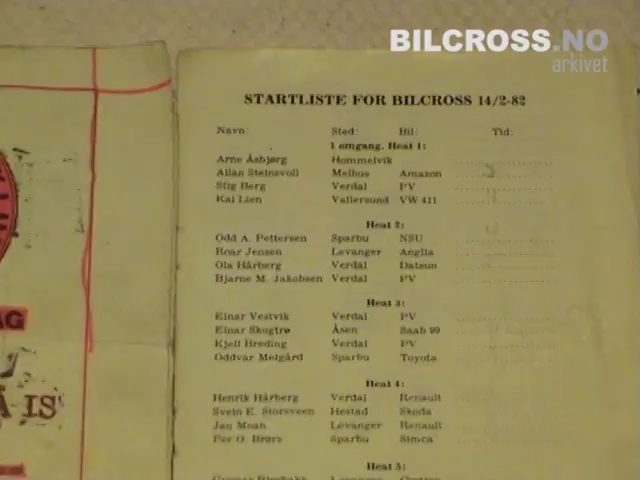 BILCROSS.NO
arkivet
STARTLISTE FOR BILCROSS 14/2-82
Navn: Sted: Bil: Tid:
1 omgang. Heat 1:
Arne Åsbjørg Hommelvik
Allan Steinsvoll Melhus Amazon
Stig Berg Verdal PV
Kai Lien Vallersund VW 411
Heat 2:
Odd A. Pettersen Sparbu NSU
Roar Jensen Levanger Anglia
Ola Hårberg Verdal Datsun
Bjarne M. Jakobsen Verdal PV
Heat 3:
Einar Vestvik Verdal PV
Einar Skogtrø Åsen Saab 99
Kjell Breding Verdal PV
Oddvar Melgård Sparbu Toyota
Heat 4:
Henrik Hårberg Verdal Renault
Svein E. Storsveen Hestad Skoda
Jan Moan Levanger Renault
Per O. Brørs Sparbu Simca
Heat 5:
AG
Å IS